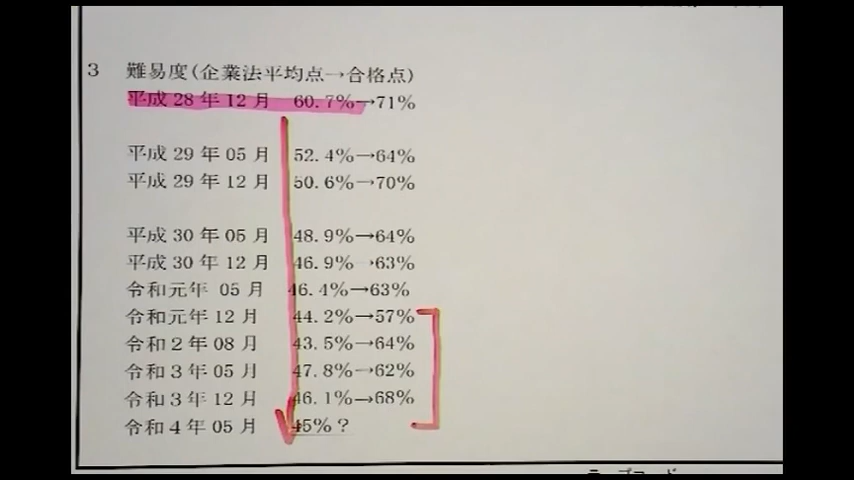 3 難易度(企業法平均点→合格点)
平成28年12月 60.7%→71%
平成29年05月 52.4%→64%
平成29年12月 50.6%→70%
平成30年05月 48.9%→64%
平成30年12月 46.9%→63%
令和元年 05月 46.4%→63%
令和元年12月 44.2%→57%
令和2年08月 43.5%→64%
令和3年05月 47.8%→62%
令和3年12月 46.1%→68%
令和4年05月 45%?